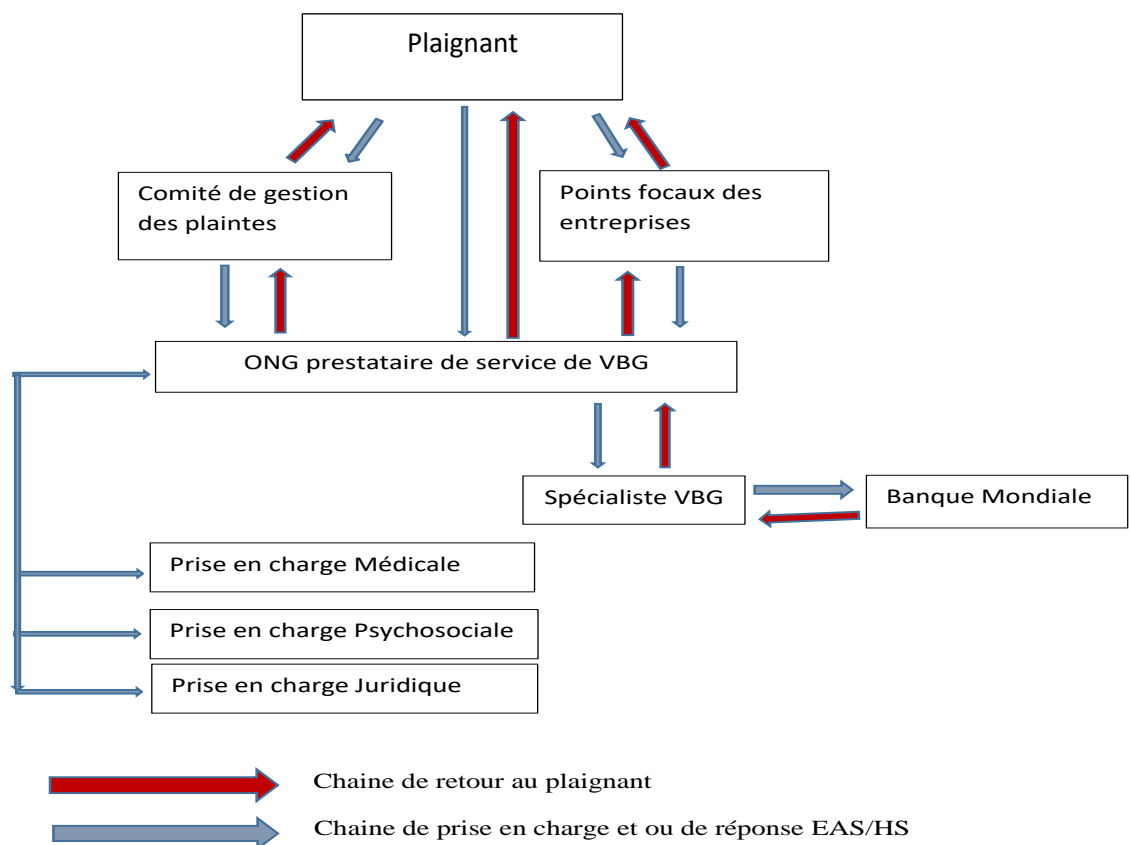 Plaignant
Comité de gestion
des plaintes
Points focaux des
entreprises
ONG prestataire de service de VBG
Spécialiste VBG
Banque Mondiale
Prise en charge Médicale
Prise en charge Psychosociale
Prise en charge Juridique
Chaine de retour au plaignant
Chaine de prise en charge et ou de réponse EAS/HS